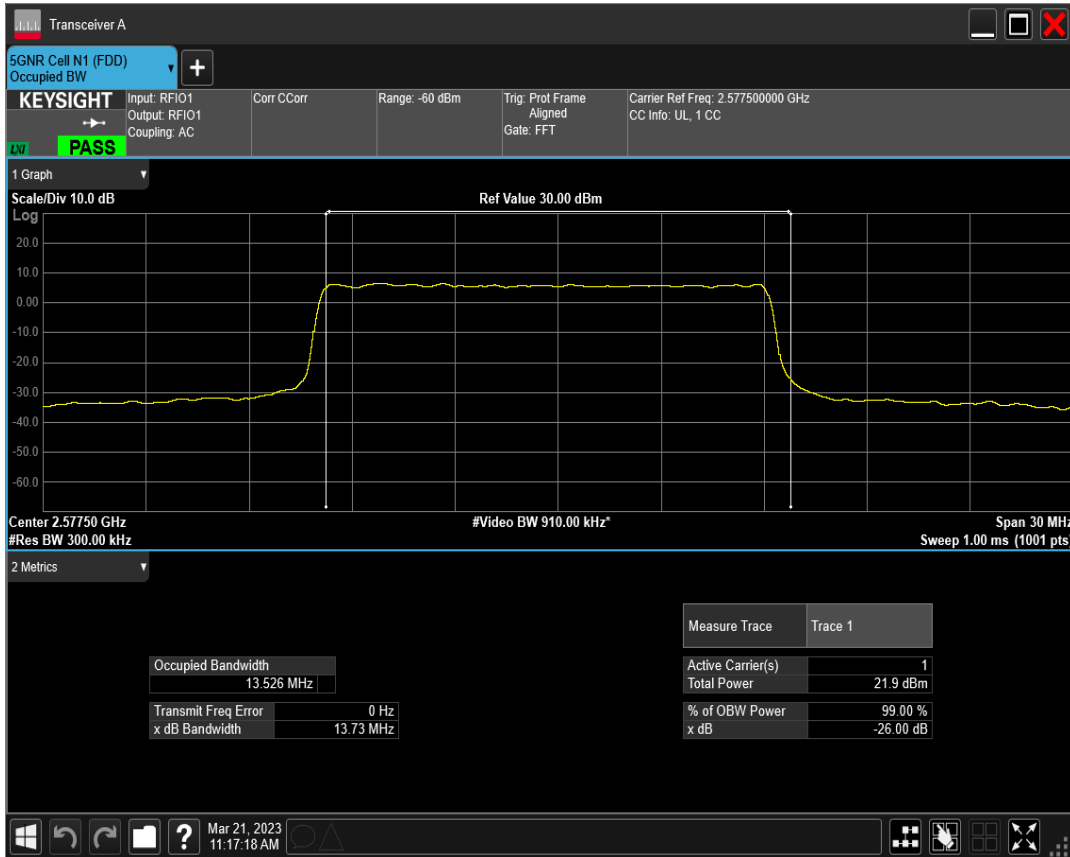 Transceiver A
5GNR Cell N1 (FDD)
Occupied BW
+
KEYSIGHT
LXI
PASS
Input: RFIO1
Output: RFIO1
Coupling: AC
Corr CCorr
Range: -60 dBm
Trig: Prot Frame
Aligned
Gate: FFT
Carrier Ref Freq: 2.577500000 GHz
CC Info: UL, 1 CC
1 Graph
Scale/Div 10.0 dB
Ref Value 30.00 dBm
Log
20.0
10.0
0.00
-10.0
-20.0
-30.0
-40.0
-50.0
-60.0
Center 2.57750 GHz
#Video BW 910.00 kHz*
Span 30 MHz
#Res BW 300.00 kHz
Sweep 1.00 ms (1001 pts)
2 Metrics
Measure Trace Trace 1
Occupied Bandwidth
13.526 MHz
Active Carrier(s) 1
Total Power 21.9 dBm
Transmit Freq Error 0 Hz
x dB Bandwidth 13.73 MHz
% of OBW Power 99.00 %
x dB -26.00 dB
?
Mar 21, 2023
11:17:18 AM